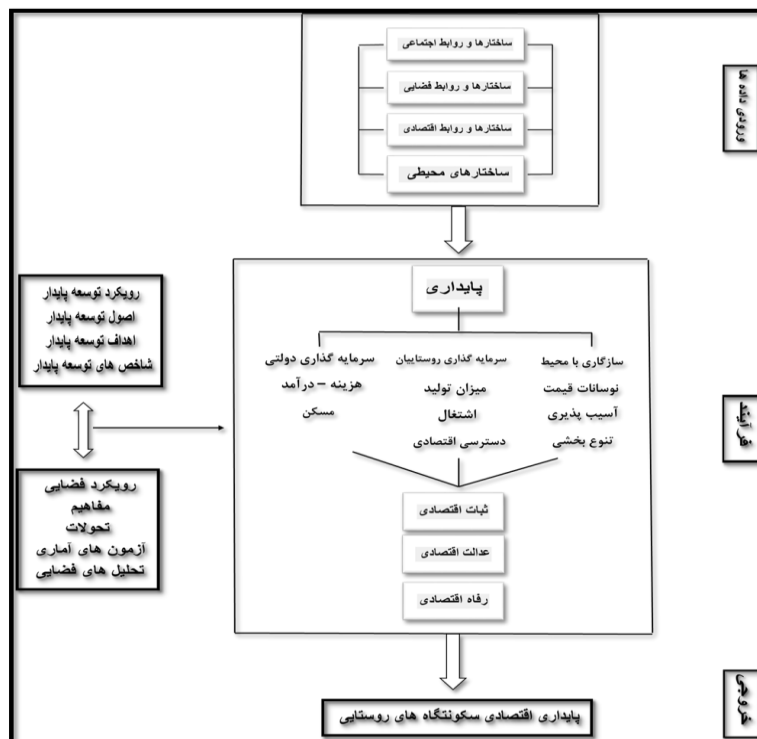 ورودی داده ها
ساختارها و روابط اجتماعی
ساختارها و روابط فضایی
ساختارها و روابط اقتصادی
ساختارهای محیطی
فرآیند
پایداری
سازگاری با محیط
نوسانات قیمت
آسیب پذیری
تنوع بخشی
سرمایه گذاری روستاییان
میزان تولید
اشتغال
دسترسی اقتصادی
سرمایه گذاری دولتی
هزینه – درآمد
مسکن
ثبات اقتصادی
عدالت اقتصادی
رفاه اقتصادی
رویکرد توسعه پایدار
اصول توسعه پایدار
اهداف توسعه پایدار
شاخص های توسعه پایدار
رویکرد فضایی
مفاهیم
تحولات
آزمون های آماری
تحلیل های فضایی
خروجی
پایداری اقتصادی سکونتگاه های روستایی